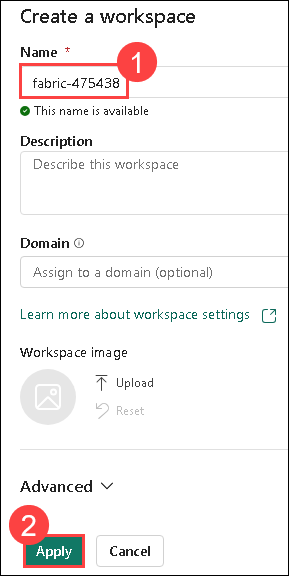 Create a workspace
Name *
1
fabric-475438
This name is available
Description
Describe this workspace
Domain
Assign to a domain (optional)
Learn more about workspace settings
Workspace image
Upload
Reset
Advanced
2
Apply Cancel